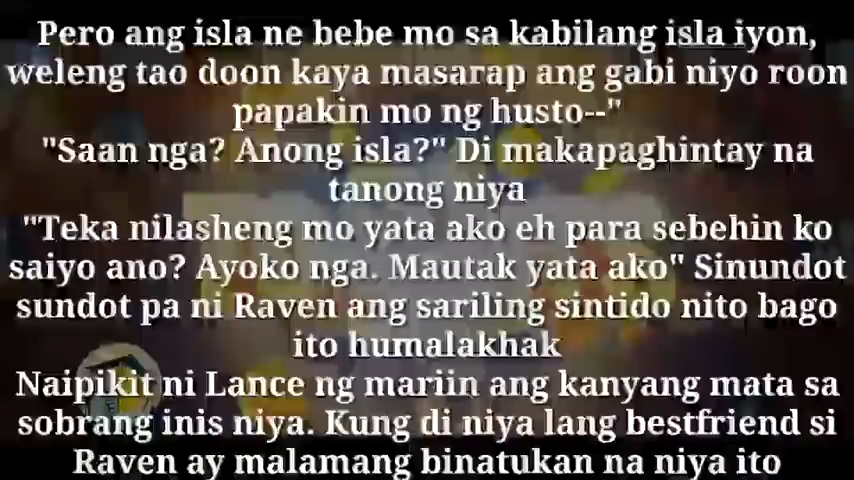 Pero ang isla ne bebe mo sa kabilang isla iyon,
weleng tao doon kaya masarap ang gabi niyo roon
papakin mo ng husto--"
"Saan nga? Anong isla?" Di makapaghintay na
tanong niya
"Teka nilasheng mo yata ako eh para sebehin ko
saiyo ano? Ayoko nga. Mautak yata ako" Sinundot
sundot pa ni Raven ang sariling sintido nito bago
ito humalakhak
Naipikit ni Lance ng mariin ang kanyang mata sa
sobrang inis niya. Kung di niya lang bestfriend si
Raven ay malamang binatukan na niya ito